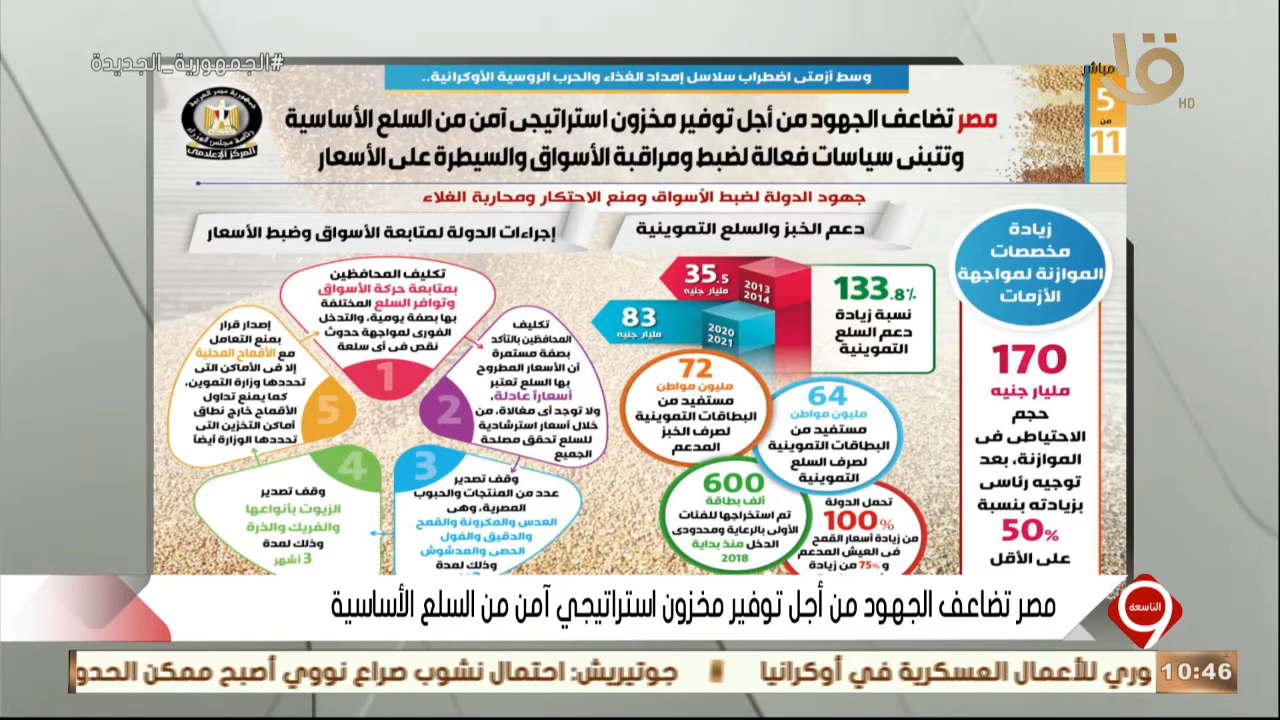 #الجمهورية_الجديدة
مباشر
HD
5
من
11
وسط أزمتى اضطراب سلاسل إمداد الغذاء والحرب الروسية الأوكرانية..
مصر تضاعف الجهود من أجل توفير مخزون استراتيجى آمن من السلع الأساسية
وتتبنى سياسات فعالة لضبط ومراقبة الأسواق والسيطرة على الأسعار
جمهورية مصر العربية
رئاسة مجلس الوزراء
المركز الإعلامى
جهود الدولة لضبط الأسواق ومنع الاحتكار ومحاربة الغلاء
زيادة
مخصصات
الموازنة لمواجهة
الأزمات
170
مليار جنيه
حجم
الاحتياطى فى
الموازنة، بعد
توجيه رئاسى
بزيادته بنسبة
50%
على الأقل
دعم الخبز والسلع التموينية
133.8%
نسبة زيادة
دعم السلع
التموينية
35.5
مليار جنيه
2013
2014
83
مليار جنيه
2020
2021
72
مليون مواطن
مستفيد من
البطاقات التموينية
لصرف الخبز
المدعم
64
مليون مواطن
مستفيد من
البطاقات التموينية
لصرف السلع
التموينية
600
ألف بطاقة
تم استخراجها للفئات
الأولى بالرعاية ومحدودى
الدخل منذ بداية
2018
تحمل الدولة
100%
من زيادة أسعار القمح
فى العيش المدعم
و 75% من زيادة
إجراءات الدولة لمتابعة الأسواق وضبط الأسعار
تكليف المحافظين
بمتابعة حركة الأسواق
وتوافر السلع المختلفة
بها بصفة يومية، والتدخل
الفورى لمواجهة حدوث
نقص فى أى سلعة
1
تكليف
المحافظين بالتأكد
بصفة مستمرة
أن الأسعار المطروح
بها السلع تعتبر
أسعاراً عادلة،
ولا توجد أى مغالاة، من
خلال أسعار استرشادية
للسلع تحقق مصلحة
الجميع
2
3
وقف تصدير
عدد من المنتجات والحبوب
المصرية، وهى
العدس والمكرونة والقمح
والدقيق والفول
الحصى والمدشوش
وذلك لمدة
4
وقف تصدير
الزيوت بأنواعها
والفريك والذرة
وذلك لمدة
3 أشهر
إصدار قرار
بمنع التعامل
مع الأقماح المحلية
إلا فى الأماكن التى
تحددها وزارة التموين،
كما يمنع تداول
الأقماح خارج نطاق
أماكن التخزين التى
تحددها الوزارة أيضاً
5
التاسعة
9
مصر تضاعف الجهود من أجل توفير مخزون استراتيجي آمن من السلع الأساسية
10:46
وري للأعمال العسكرية في أوكرانيا
جوتيريش: احتمال نشوب صراع نووي أصبح ممكن الحدو